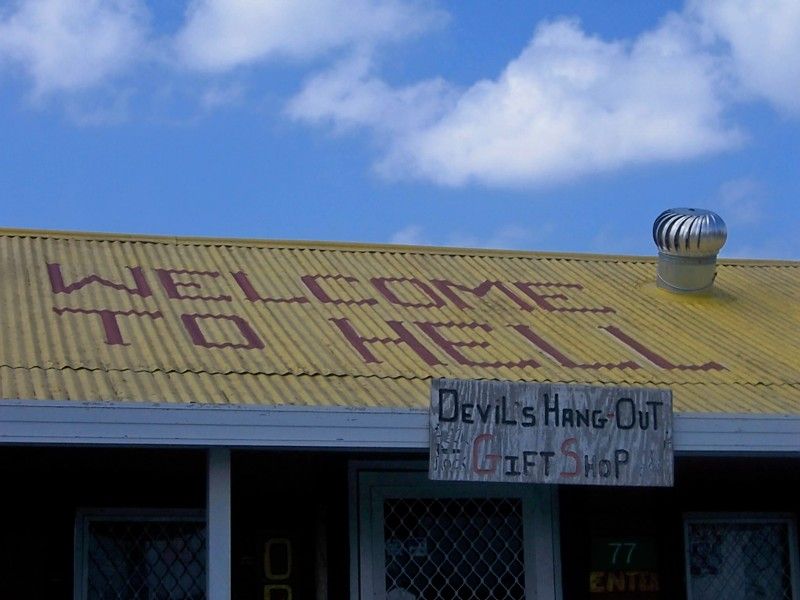 WELCOME
TO HELL
DEViL's HANG-OUT
GIFT SHOP
77
ENTER